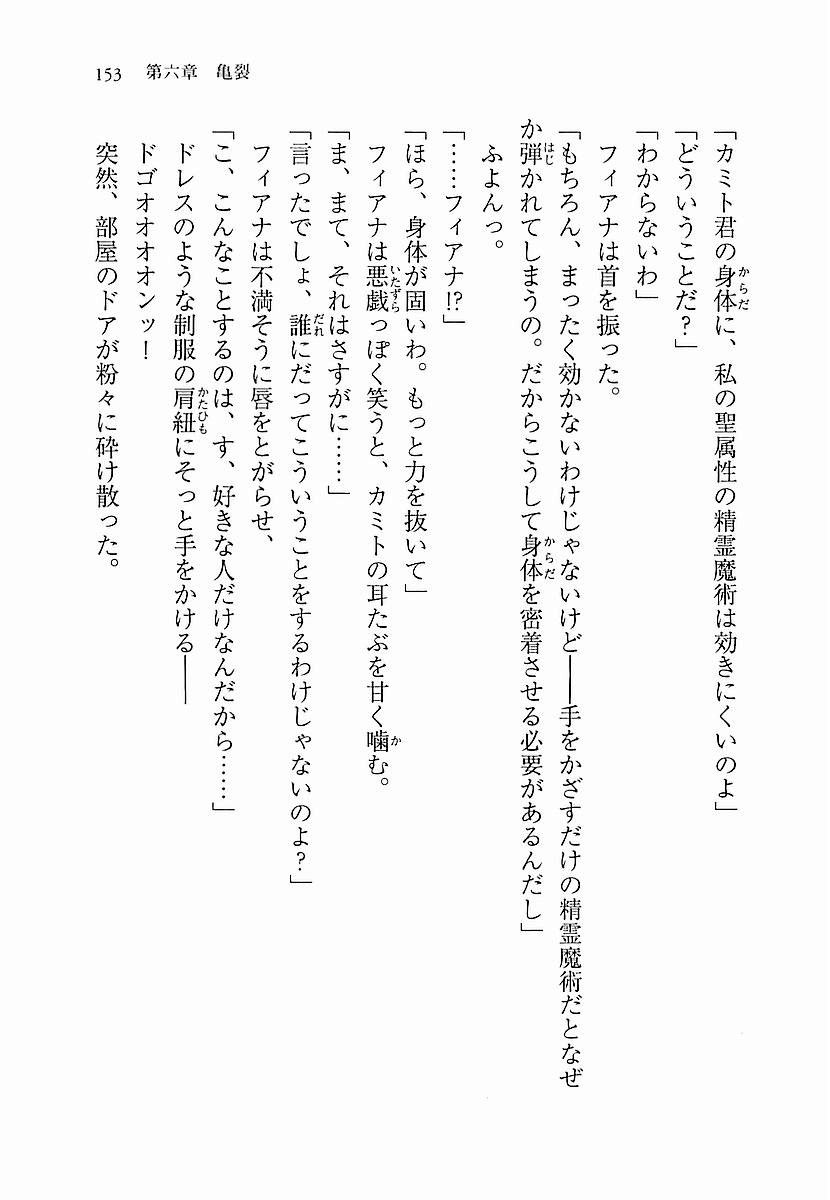 153　第六章　亀裂
「カミト君の身体に、私の聖属性の精霊魔術は効きにくいのよ」
「どういうことだ？」
「わからないわ」
　フィアナは首を振った。
「もちろん、まったく効かないわけじゃないけど――手をかざすだけの精霊魔術だとなぜ
か弾かれてしまうの。だからこうして身体を密着させる必要があるんだし」
　ふよんっ。
「……フィアナ!?」
「ほら、身体が固いわ。もっと力を抜いて」
　フィアナは悪戯っぽく笑うと、カミトの耳たぶを甘く噛む。
「ま、まて、それはさすがに……」
「言ったでしょ、誰にだってこういうことをするわけじゃないのよ？」
　フィアナは不満そうに唇をとがらせ、
「こ、こんなことするのは、す、好きな人だけなんだから……」
　ドレスのような制服の肩紐にそっと手をかける――
　ドゴオオオオンッ！
　突然、部屋のドアが粉々に砕け散った。